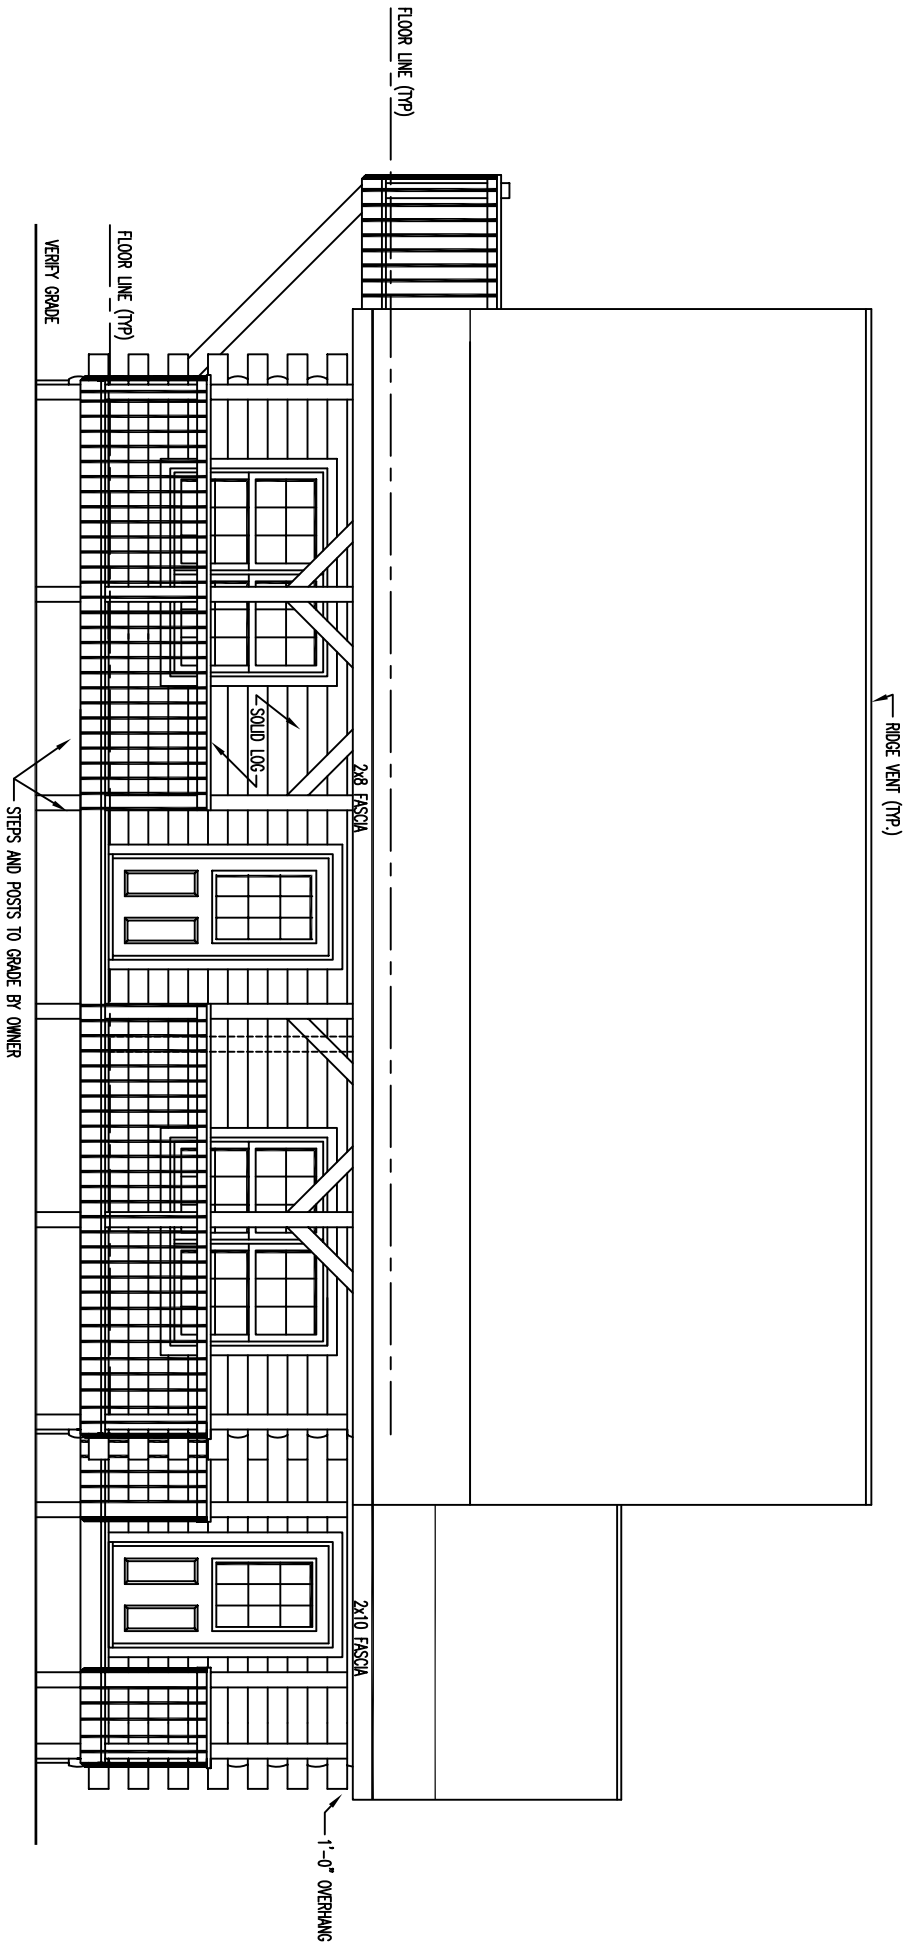 RIDGE VENT (TYP.)
FLOOR LINE (TYP)
2x8 FASCIA
2x10 FASCIA
1'-0" OVERHANG
SOLID LOG
FLOOR LINE (TYP)
VERIFY GRADE
STEPS AND POSTS TO GRADE BY OWNER